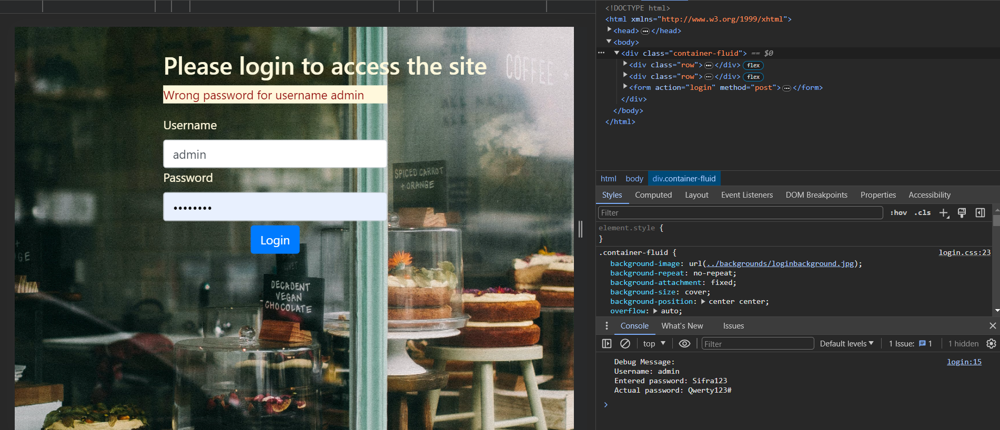 Please login to access the site
Wrong password for username admin
Username
admin
Password
••••••••
Login
COFFEE +
SPICED CARROT
+ ORANGE
DECADENT
VEGAN
CHOCOLATE
<!DOCTYPE html>
<html xmlns="http://www.w3.org/1999/xhtml">
<head>…</head>
<body>
<div class="container-fluid"> == $0
<div class="row">…</div> flex
<div class="row">…</div> flex
<form action="login" method="post">…</form>
</div>
</body>
</html>
html body div.container-fluid
Styles Computed Layout Event Listeners DOM Breakpoints Properties Accessibility
Filter :hov .cls
element.style {
}
.container-fluid { login.css:23
background-image: url(../backgrounds/loginbackground.jpg);
background-repeat: no-repeat;
background-attachment: fixed;
background-size: cover;
background-position: center center;
overflow: auto;
Console What's New Issues
top Filter Default levels 1 Issue: 1 1 hidden
Debug Message: login:15
Username: admin
Entered password: Sifra123
Actual password: Qwerty123#